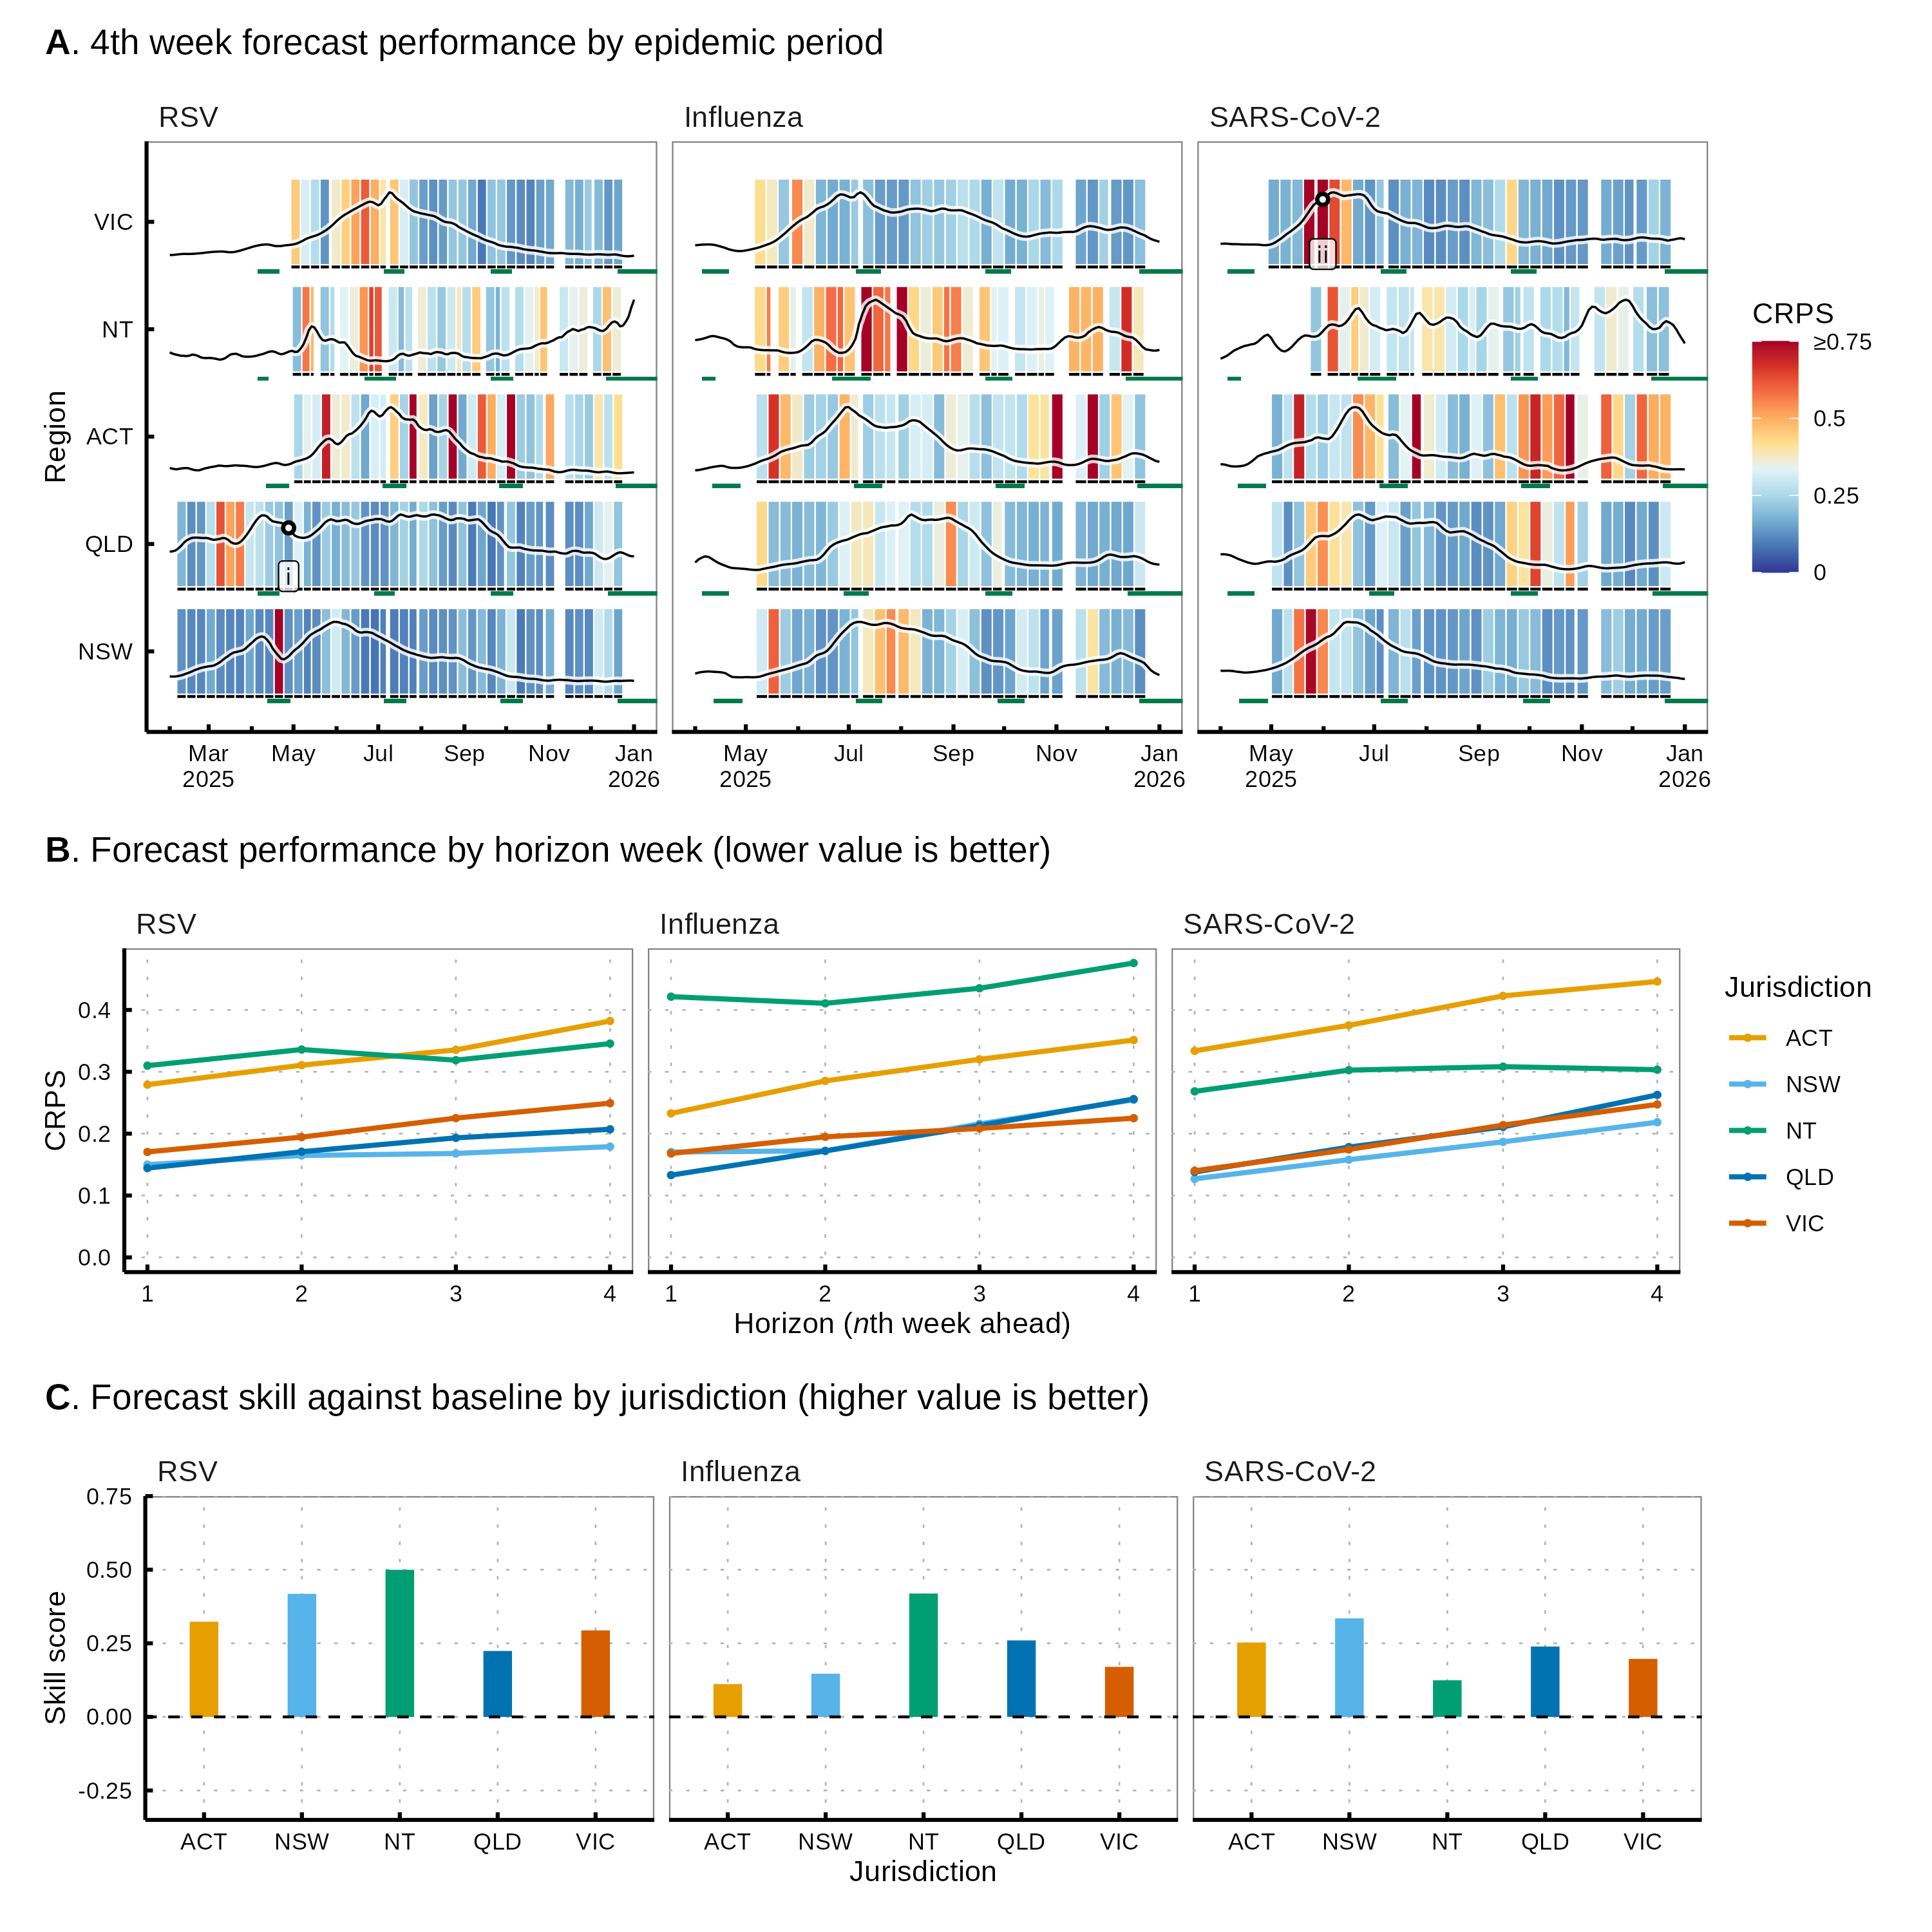 A. 4th week forecast performance by epidemic period
RSV
Influenza
SARS-CoV-2
Region
VIC
NT
ACT
QLD
NSW
i
ii
Mar May Jul Sep Nov Jan
2025 2026
May Jul Sep Nov Jan
2025 2026
May Jul Sep Nov Jan
2025 2026
CRPS
≥0.75
0.5
0.25
0
B. Forecast performance by horizon week (lower value is better)
RSV
Influenza
SARS-CoV-2
CRPS
0.4
0.3
0.2
0.1
0.0
1 2 3 4
1 2 3 4
1 2 3 4
Horizon (nth week ahead)
Jurisdiction
ACT
NSW
NT
QLD
VIC
C. Forecast skill against baseline by jurisdiction (higher value is better)
RSV
Influenza
SARS-CoV-2
Skill score
0.75
0.50
0.25
0.00
-0.25
ACT NSW NT QLD VIC
ACT NSW NT QLD VIC
ACT NSW NT QLD VIC
Jurisdiction